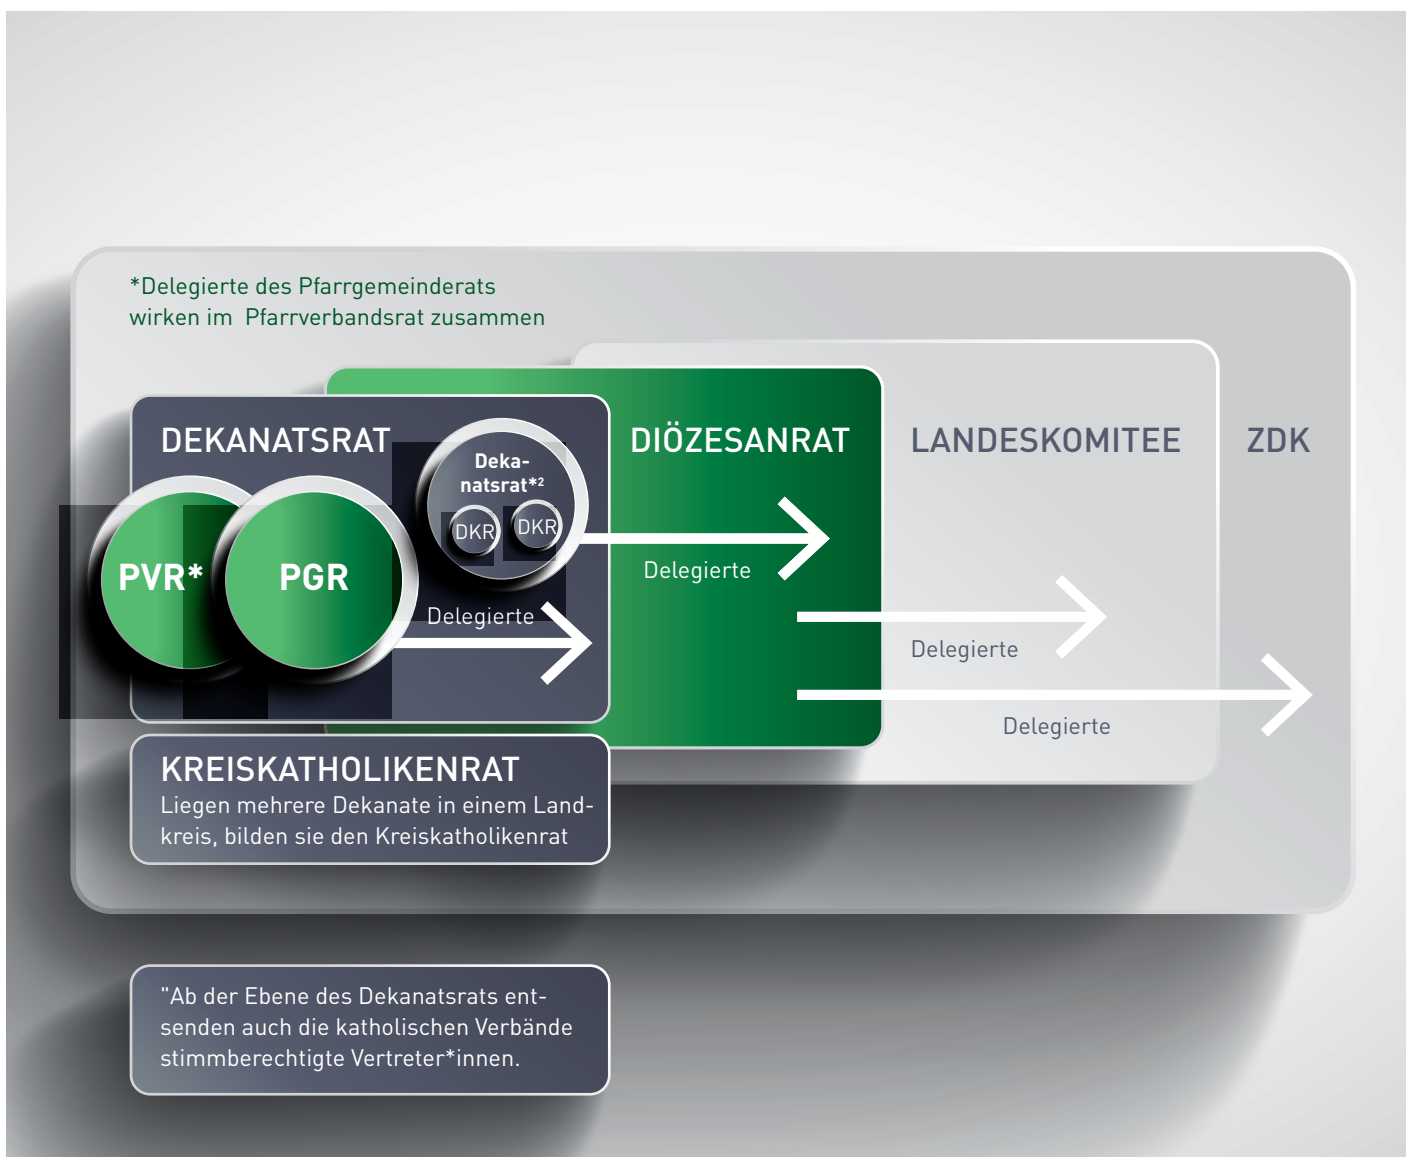 *Delegierte des Pfarrgemeinderats
wirken im Pfarrverbandsrat zusammen
DEKANATSRAT
Deka-
natsrat*²
DKR
DKR
PVR*
PGR
Delegierte
DIÖZESANRAT
Delegierte
LANDESKOMITEE
Delegierte
ZDK
Delegierte
KREISKATHOLIKENRAT
Liegen mehrere Dekanate in einem Land-
kreis, bilden sie den Kreiskatholikenrat
"Ab der Ebene des Dekanatsrats ent-
senden auch die katholischen Verbände
stimmberechtigte Vertreter*innen.